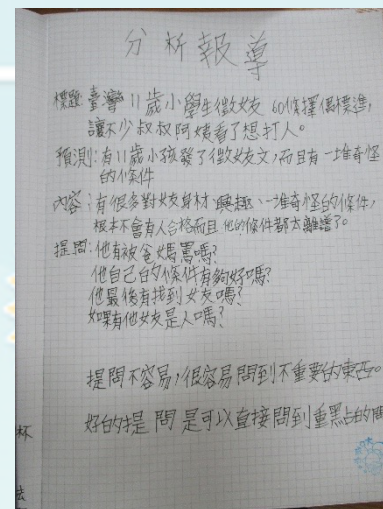 分析報導
標題:臺灣11歲小學生徵女友 60條擇偶標準,
讓不少叔叔阿姨看了想打人。
預測:有11歲小孩發了徵女友文,而且有一堆奇怪
的條件
內容:有很多對女友身材、興趣、一堆奇怪的條件,
根本不會有人合格而且他的條件都太離譜了。
提問:他有被爸媽罵嗎?
他自己的條件有夠好嗎?
他最後有找到女友嗎?
如果有他女友是人嗎?
提問不容易,很容易問到不重要的東西。
好的提問是可以直接問到重點的問